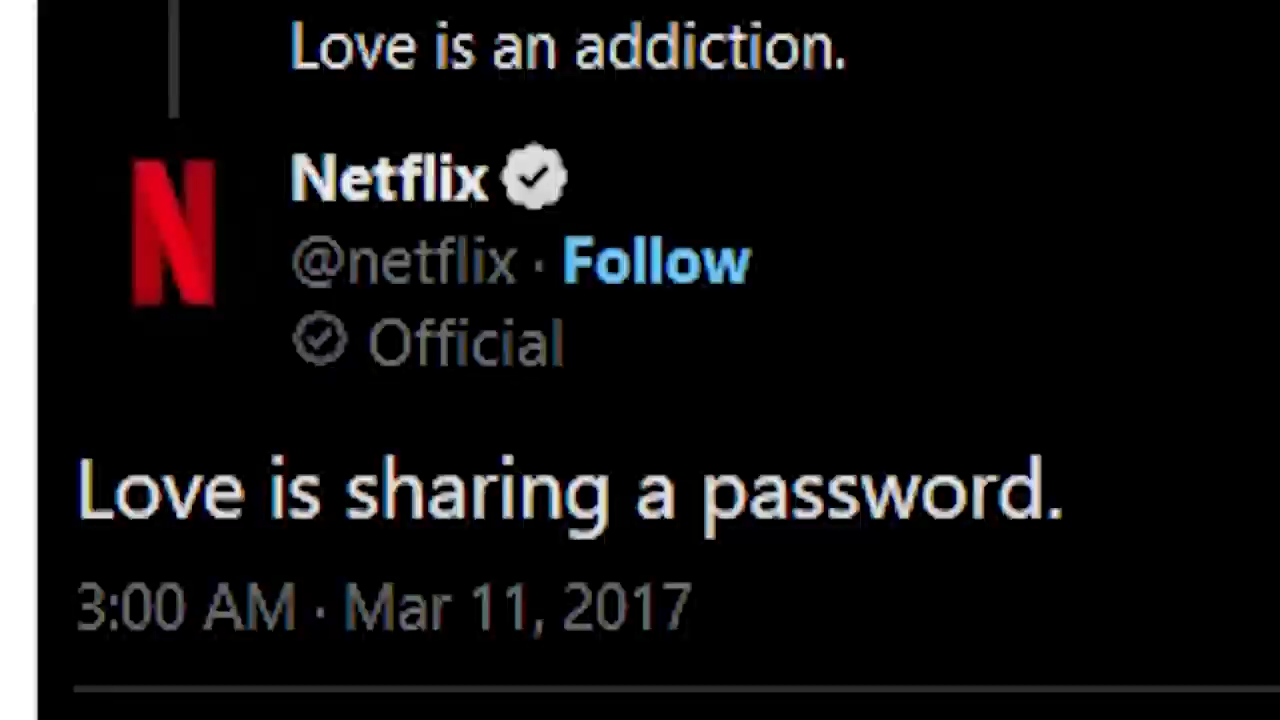 Love is an addiction.
Netflix
@netflix · Follow
Official
Love is sharing a password.
3:00 AM · Mar 11, 2017